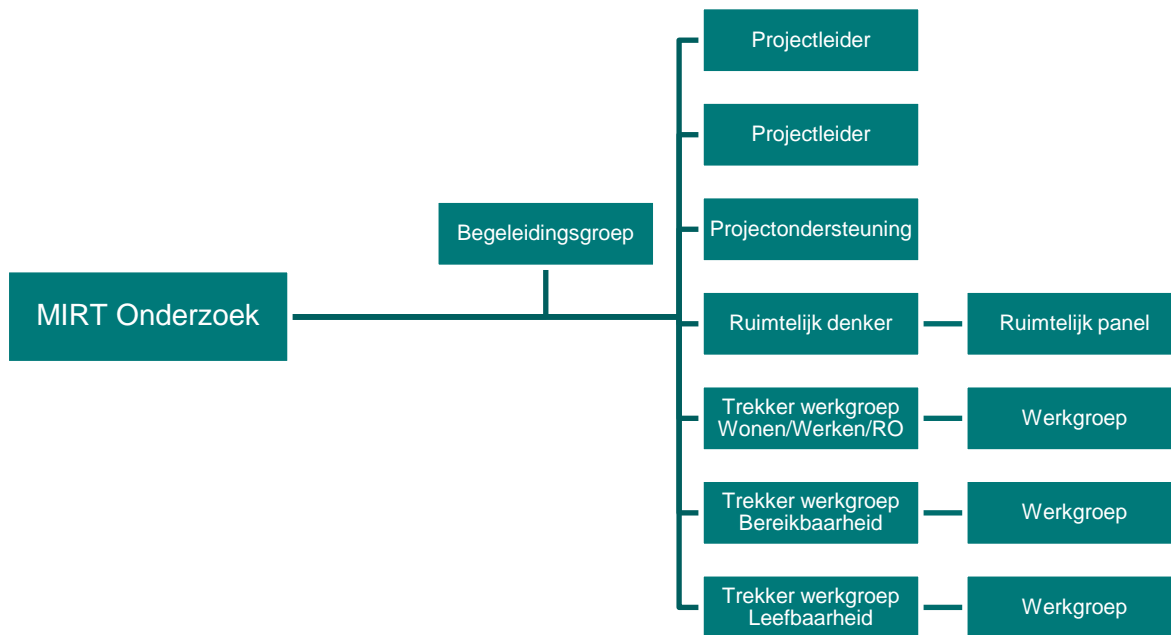 Projectleider
Projectleider
Begeleidingsgroep
Projectondersteuning
MIRT Onderzoek
Ruimtelijk denker
Ruimtelijk panel
Trekker werkgroep
Wonen/Werken/RO
Werkgroep
Trekker werkgroep
Bereikbaarheid
Werkgroep
Trekker werkgroep
Leefbaarheid
Werkgroep